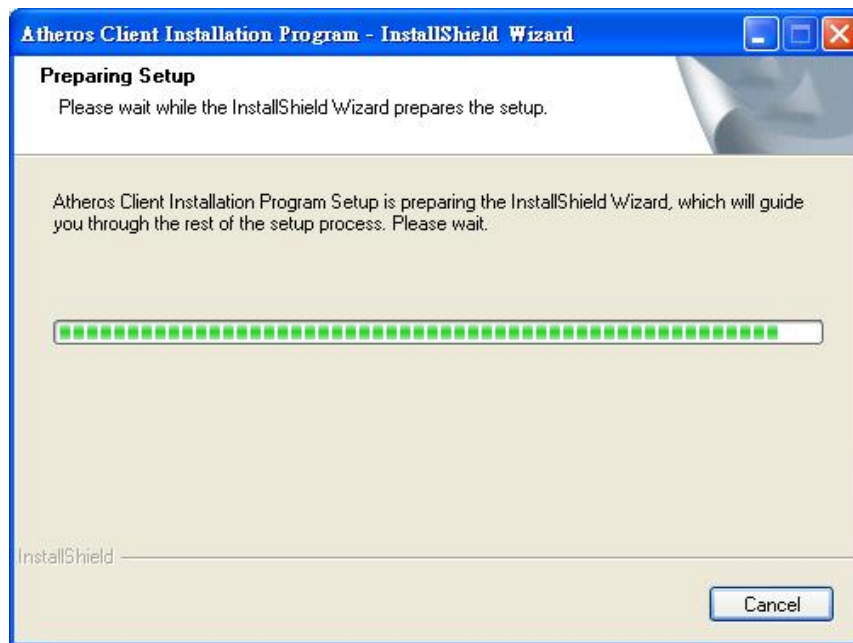 Atheros Client Installation Program - InstallShield Wizard
Preparing Setup
Please wait while the InstallShield Wizard prepares the setup.
Atheros Client Installation Program Setup is preparing the InstallShield Wizard, which will guide
you through the rest of the setup process. Please wait.
InstallShield
Cancel